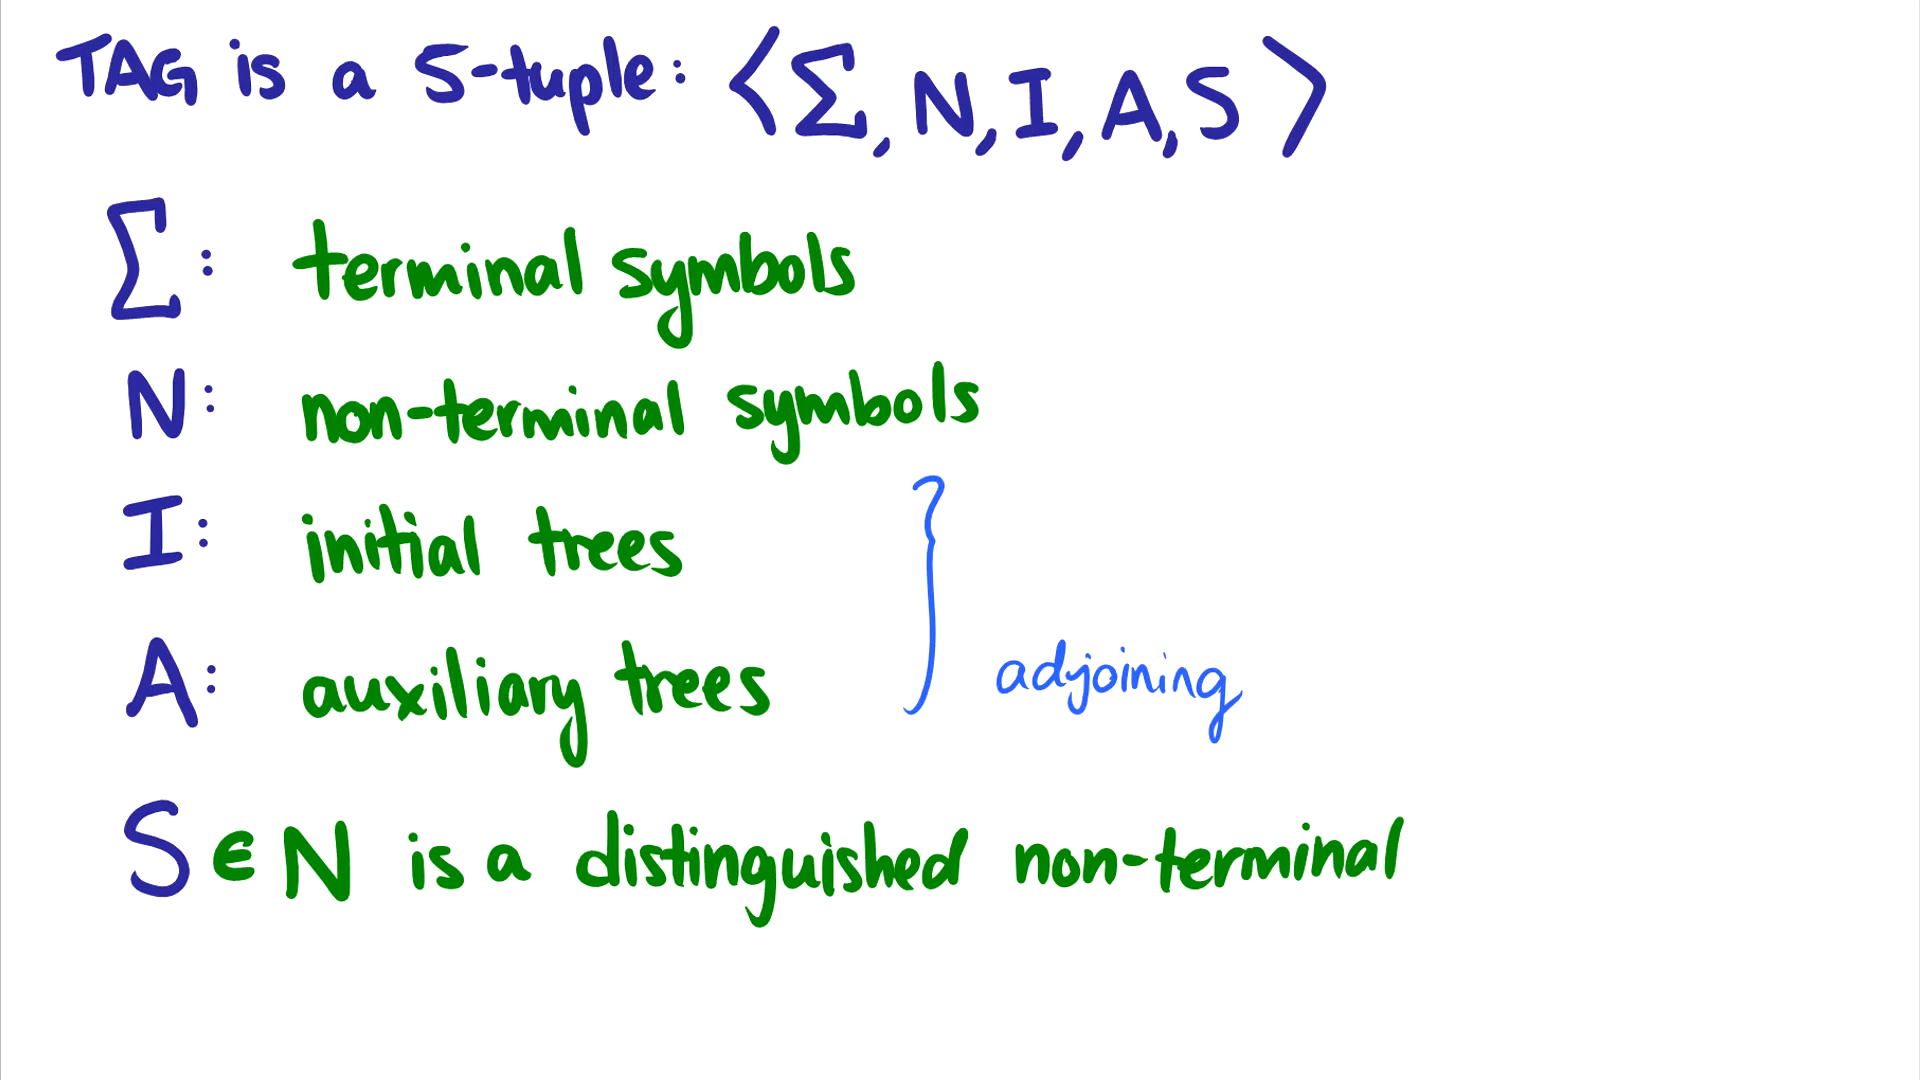 TAG is a 5-tuple: ⟨Σ, N, I, A, S⟩
Σ: terminal symbols
N: non-terminal symbols
I: initial trees
A: auxiliary trees
adjoining
S ∈ N is a distinguished non-terminal